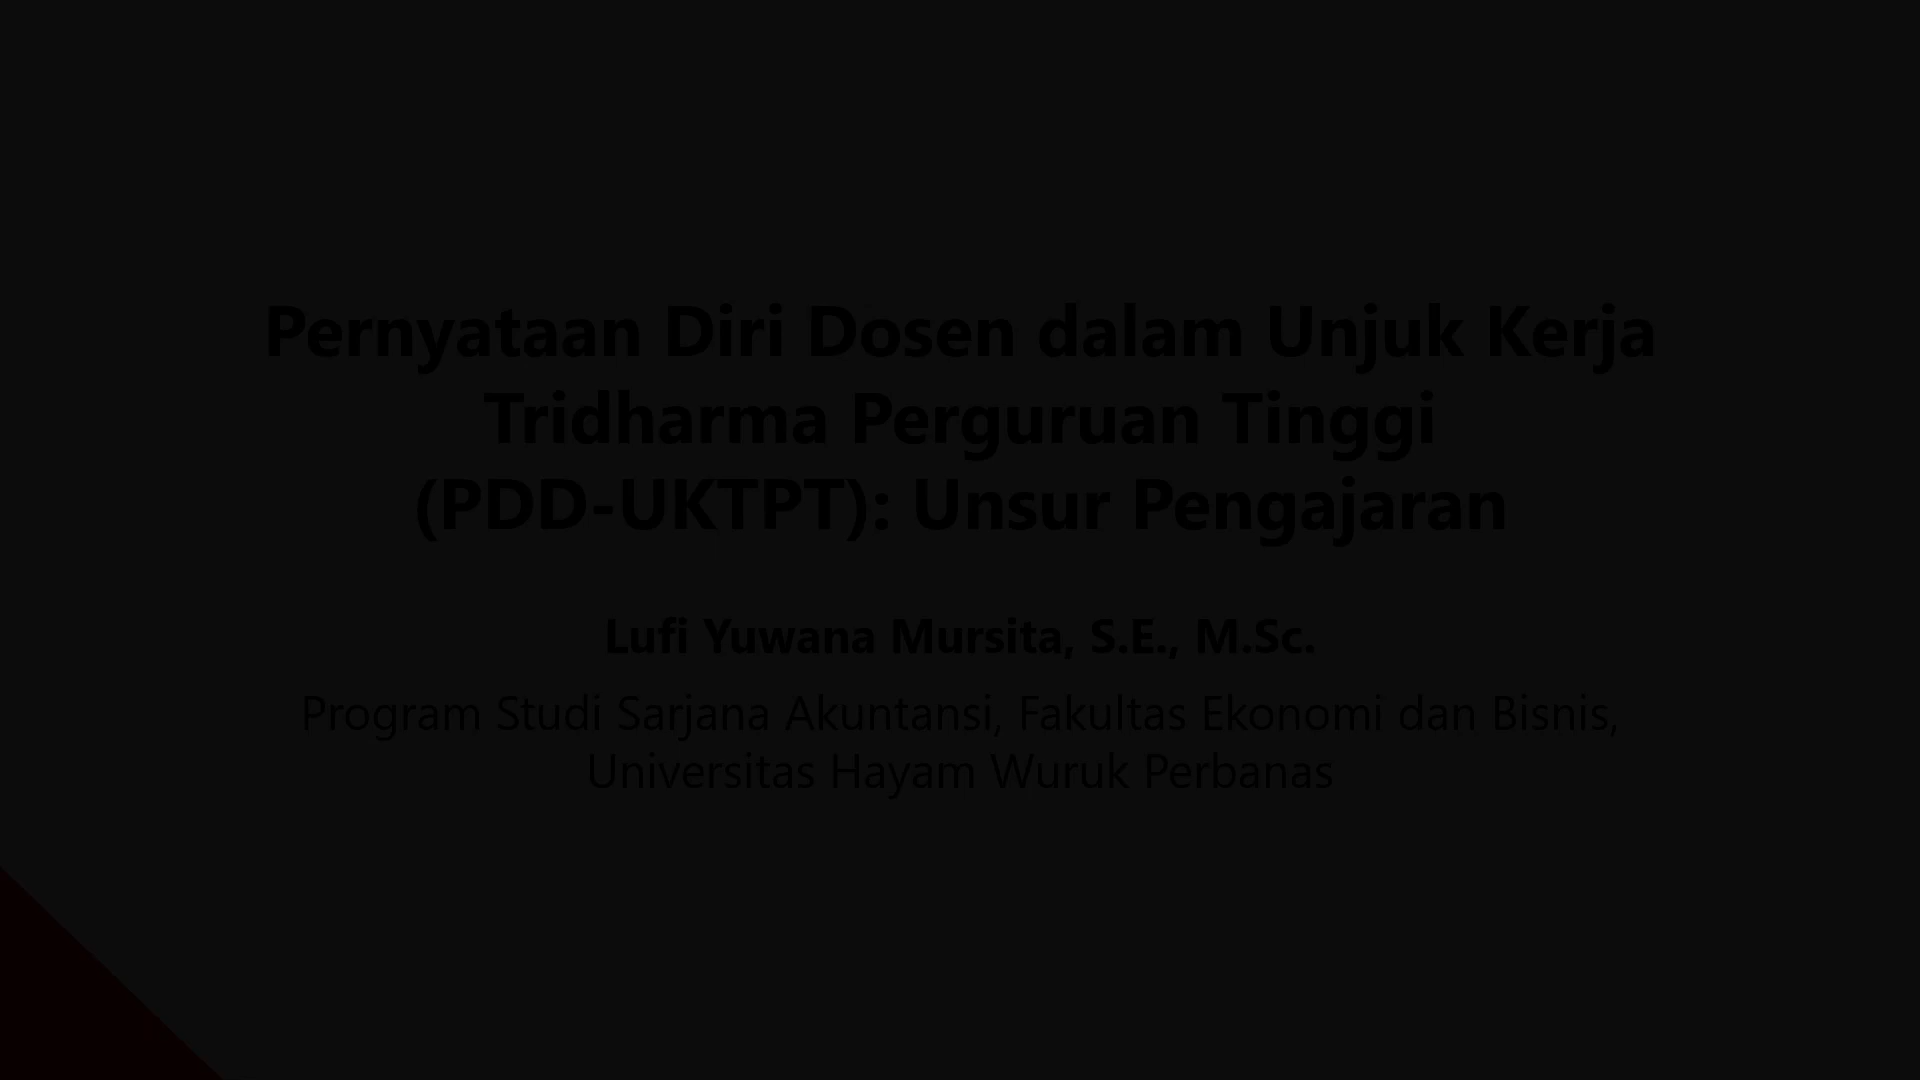 Pernyataan Diri Dosen dalam Unjuk Kerja
Tridharma Perguruan Tinggi
(PDD-UKTPT): Unsur Pengajaran
Lufi Yuwana Mursita, S.E., M.Sc.
Program Studi Sarjana Akuntansi, Fakultas Ekonomi dan Bisnis,
Universitas Hayam Wuruk Perbanas